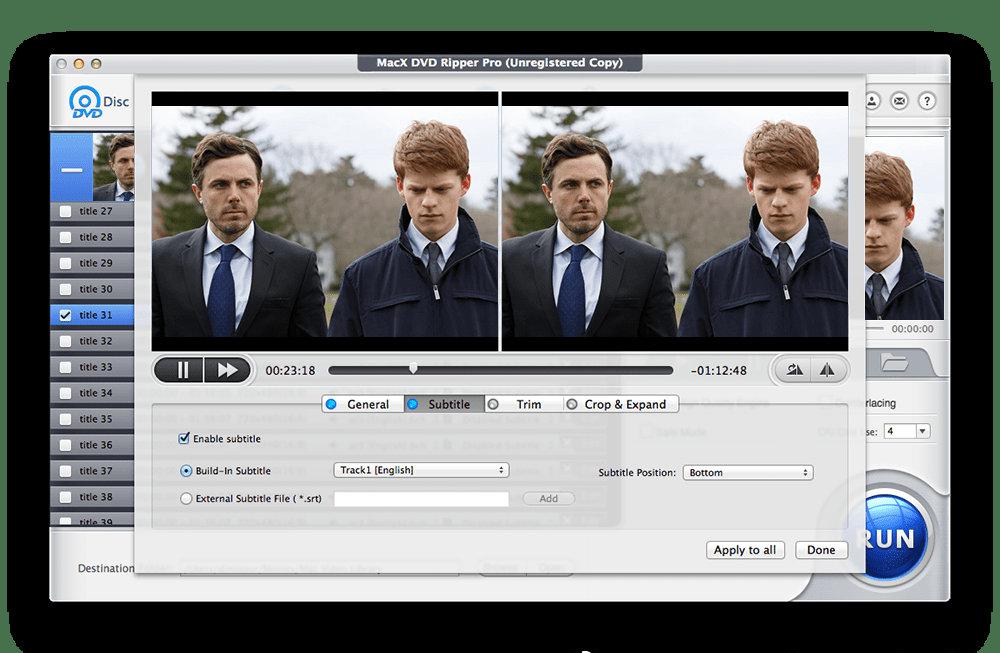 MacX DVD Ripper Pro (Unregistered Copy)
DVD
Disc
?
title 27
title 28
title 29
title 30
title 31
title 32
title 33
title 34
title 35
title 36
title 37
title 38
title 39
00:00:00
00:23:18
-01:12:48
General
Subtitle
Trim
Crop & Expand
Enable subtitle
Build-In Subtitle
Track1 [English]
Subtitle Position:
Bottom
External Subtitle File ( *.srt)
Add
4
RUN
Apply to all
Done
Destination